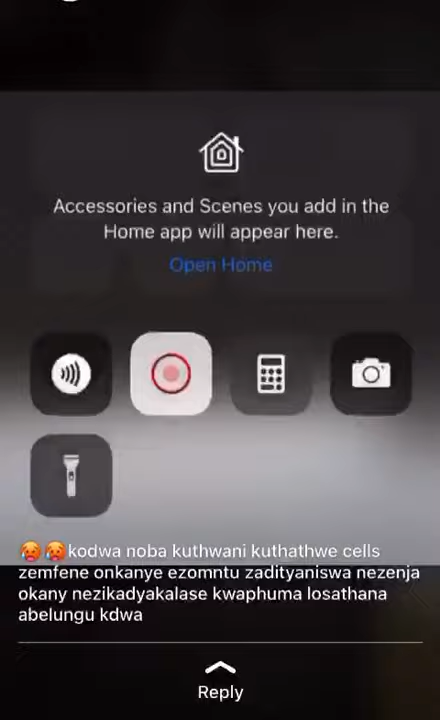 Accessories and Scenes you add in the
Home app will appear here.
Open Home
🥵🥵kodwa noba kuthwani kuthathwe cells
zemfene onkanye ezomntu zadityaniswa nezenja
okany nezikadyakalase kwaphuma losathana
abelungu kdwa
Reply